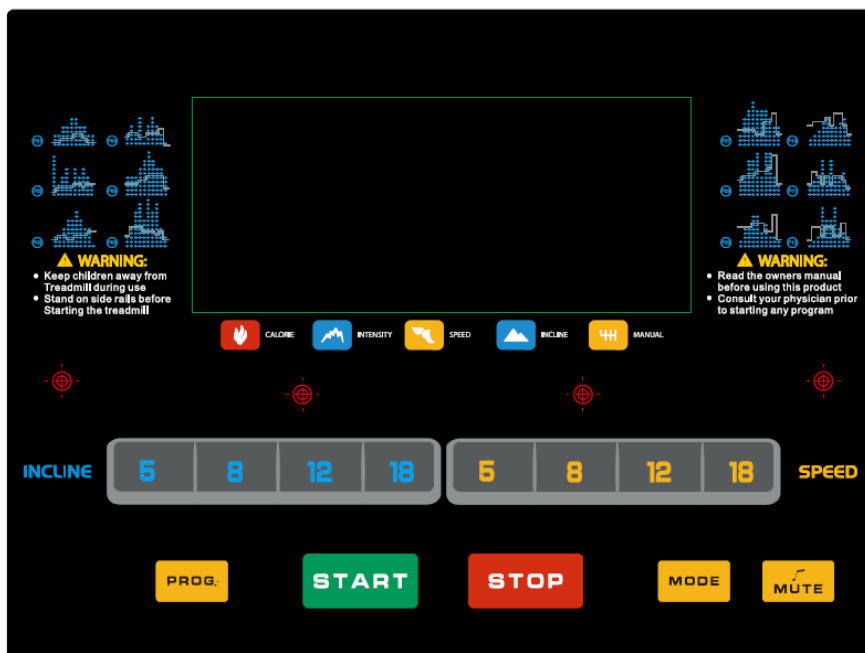 WARNING:
• Keep children away from
Treadmill during use
• Stand on side rails before
Starting the treadmill
WARNING:
• Read the owners manual
before using this product
• Consult your physician prior
to starting any program
CALORIE
INTENSITY
SPEED
INCLINE
MANUAL
INCLINE
5
8
12
18
5
8
12
18
SPEED
PROG.
START
STOP
MODE
MUTE